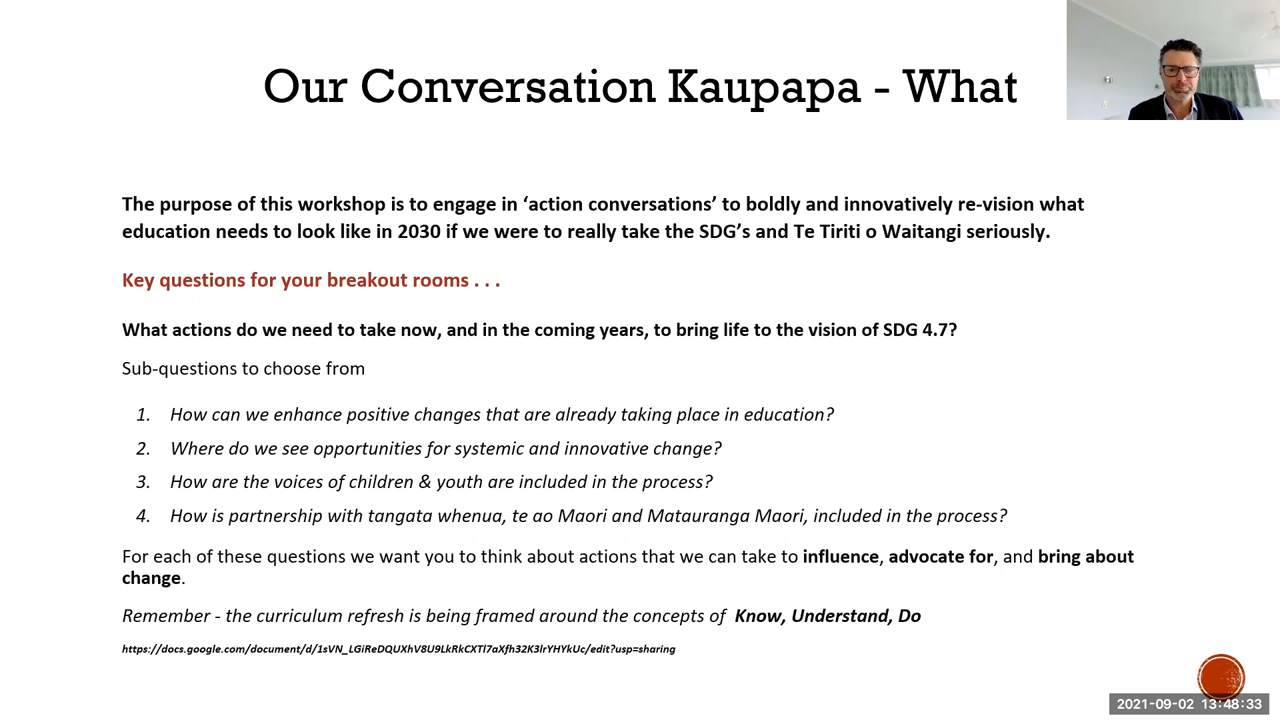 Our Conversation Kaupapa - What
The purpose of this workshop is to engage in ‘action conversations’ to boldly and innovatively re-vision what
education needs to look like in 2030 if we were to really take the SDG’s and Te Tiriti o Waitangi seriously.
Key questions for your breakout rooms . . .
What actions do we need to take now, and in the coming years, to bring life to the vision of SDG 4.7?
Sub-questions to choose from
1. How can we enhance positive changes that are already taking place in education?
2. Where do we see opportunities for systemic and innovative change?
3. How are the voices of children & youth are included in the process?
4. How is partnership with tangata whenua, te ao Maori and Matauranga Maori, included in the process?
For each of these questions we want you to think about actions that we can take to influence, advocate for, and bring about
change.
Remember - the curriculum refresh is being framed around the concepts of Know, Understand, Do
https://docs.google.com/document/d/1sVN_LGiReDQUXhV8U9LkRkCXTl7aXfh32K3lrYHYkUc/edit?usp=sharing
2021-09-02 13:48:33